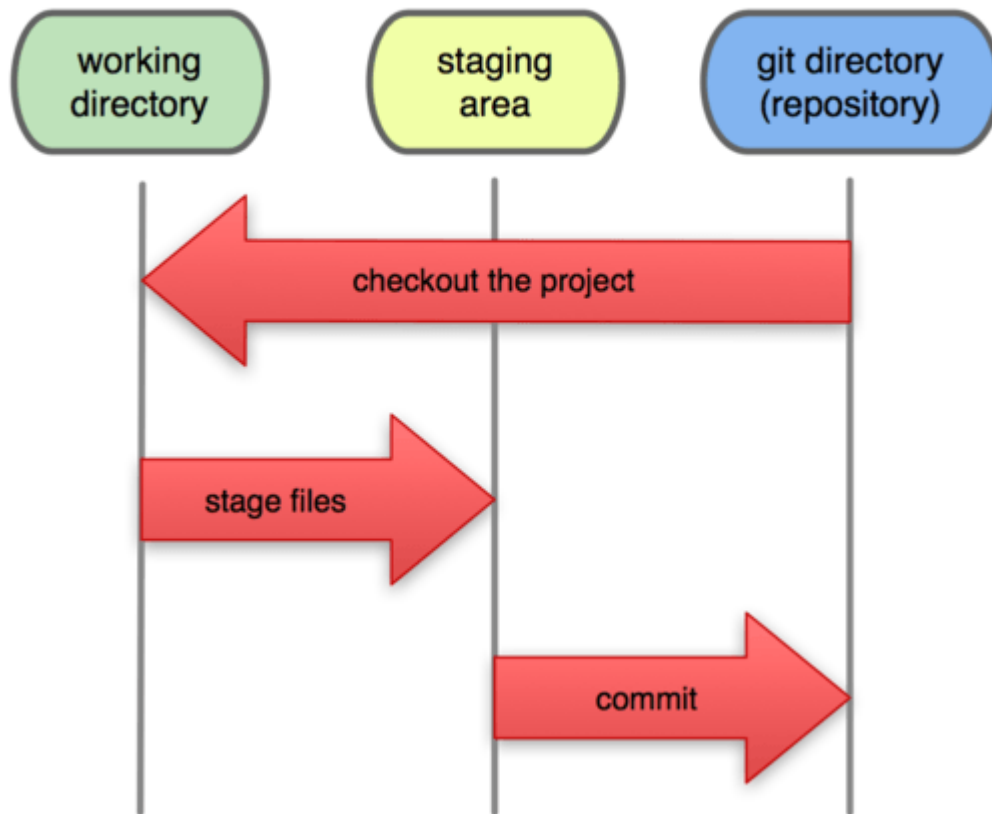 working
directory
staging
area
git directory
(repository)
checkout the project
stage files
commit